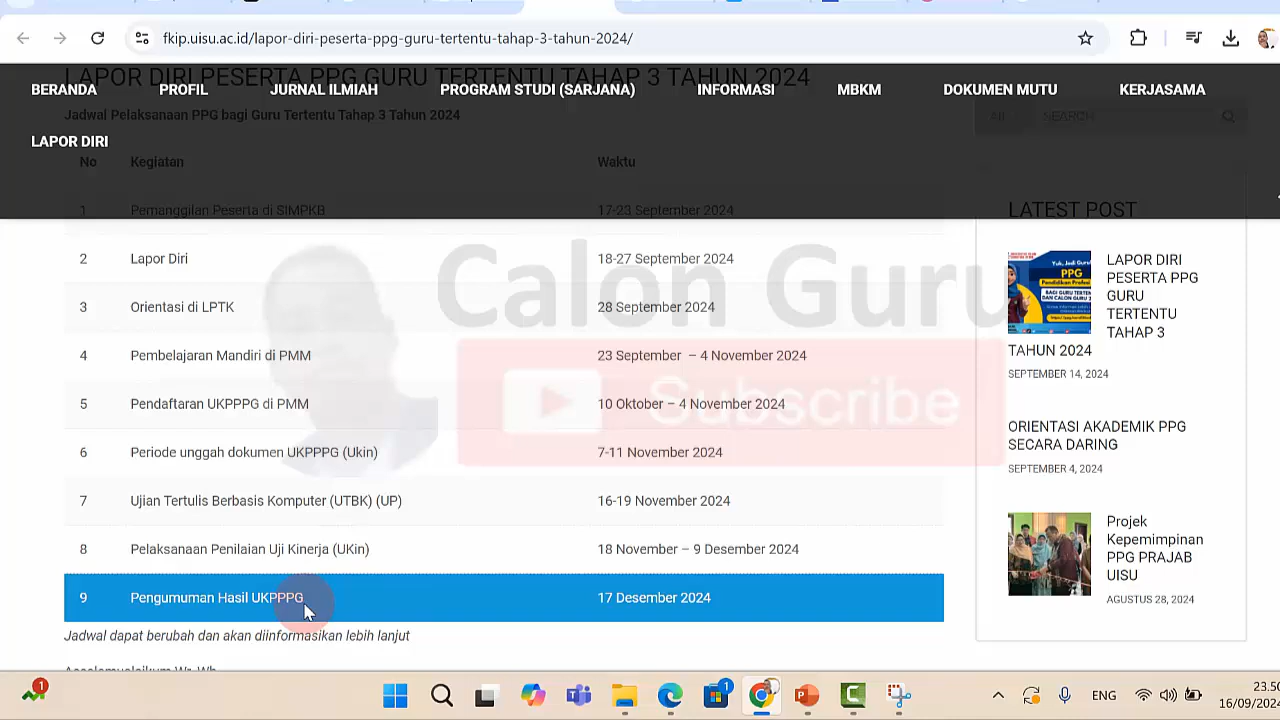 fkip.uisu.ac.id/lapor-diri-peserta-ppg-guru-tertentu-tahap-3-tahun-2024/
LAPOR DIRI PESERTA PPG GURU TERTENTU TAHAP 3 TAHUN 2024
BERANDA PROFIL JURNAL ILMIAH PROGRAM STUDI (SARJANA) INFORMASI MBKM DOKUMEN MUTU KERJASAMA
LAPOR DIRI
Jadwal Pelaksanaan PPG bagi Guru Tertentu Tahap 3 Tahun 2024
SEARCH
No Kegiatan Waktu
1 Pemanggilan Peserta di SIMPKB 17-23 September 2024
2 Lapor Diri 18-27 September 2024
3 Orientasi di LPTK 28 September 2024
4 Pembelajaran Mandiri di PMM 23 September – 4 November 2024
5 Pendaftaran UKPPPG di PMM 10 Oktober – 4 November 2024
6 Periode unggah dokumen UKPPPG (Ukin) 7-11 November 2024
7 Ujian Tertulis Berbasis Komputer (UTBK) (UP) 16-19 November 2024
8 Pelaksanaan Penilaian Uji Kinerja (UKin) 18 November – 9 Desember 2024
9 Pengumuman Hasil UKPPPG 17 Desember 2024
Jadwal dapat berubah dan akan diinformasikan lebih lanjut
Calon Guru
Subscribe
LATEST POST
Yuk, Jadi Guru
PPG
LAPOR DIRI
PESERTA PPG
GURU
TERTENTU
TAHAP 3
TAHUN 2024
SEPTEMBER 14, 2024
ORIENTASI AKADEMIK PPG
SECARA DARING
SEPTEMBER 4, 2024
Projek
Kepemimpinan
PPG PRAJAB
UISU
AGUSTUS 28, 2024
1
1
ENG
23.50